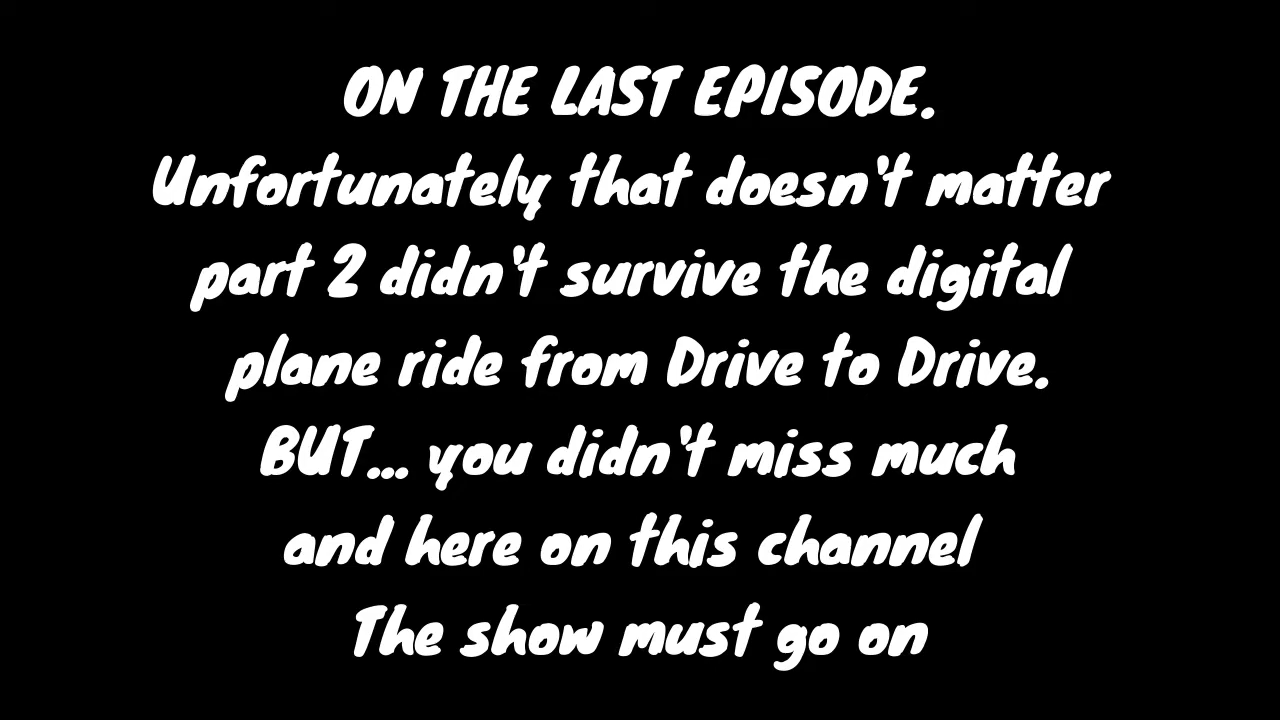 ON THE LAST EPISODE.
Unfortunately that doesn't matter
part 2 didn't survive the digital
plane ride from Drive to Drive.
BUT... you didn't miss much
and here on this channel
The show must go on